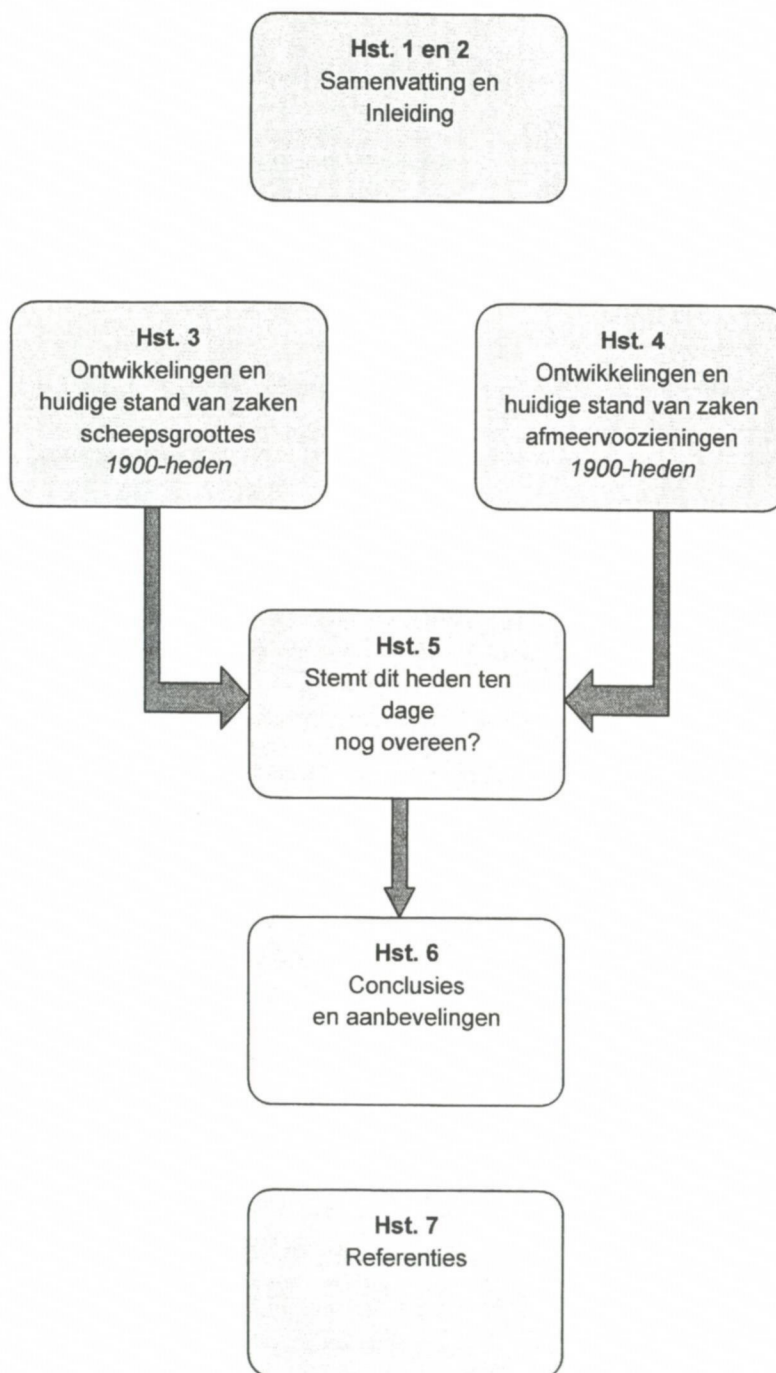 Hst. 1 en 2
Samenvatting en
Inleiding
Hst. 3
Ontwikkelingen en
huidige stand van zaken
scheepsgroottes
1900-heden
Hst. 4
Ontwikkelingen en
huidige stand van zaken
afmeervoozieningen
1900-heden
Hst. 5
Stemt dit heden ten
dage
nog overeen?
Hst. 6
Conclusies
en aanbevelingen
Hst. 7
Referenties